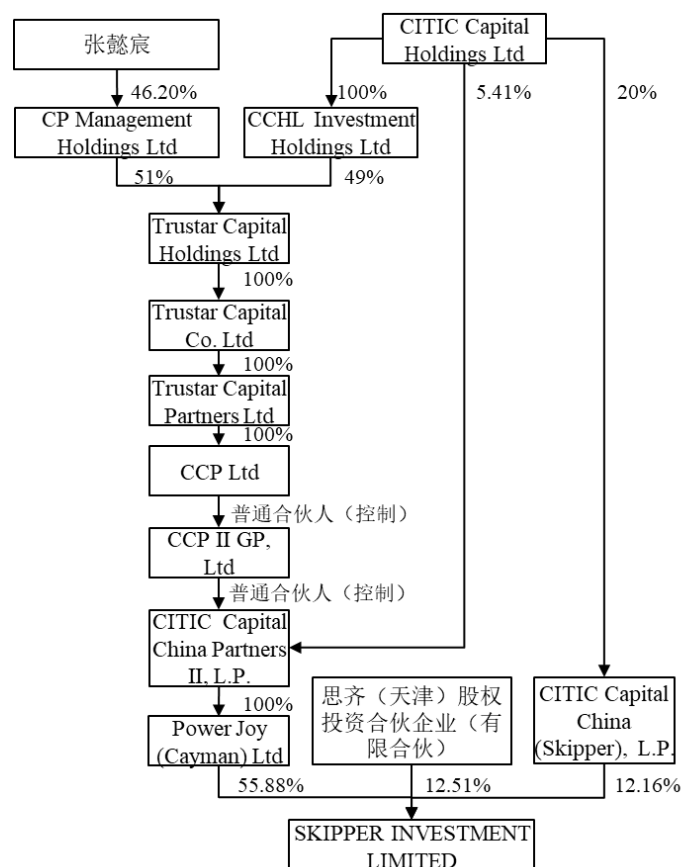 张懿宸
CITIC Capital
Holdings Ltd
46.20%
100%
5.41%
20%
CP Management
Holdings Ltd
CCHL Investment
Holdings Ltd
51%
49%
Trustar Capital
Holdings Ltd
100%
Trustar Capital
Co. Ltd
100%
Trustar Capital
Partners Ltd
100%
CCP Ltd
普通合伙人（控制）
CCP II GP,
Ltd
普通合伙人（控制）
CITIC Capital
China Partners
II, L.P.
100%
Power Joy
(Cayman) Ltd
思齐（天津）股权
投资合伙企业（有
限合伙）
CITIC Capital
China
(Skipper), L.P.
55.88%
12.51%
12.16%
SKIPPER INVESTMENT
LIMITED